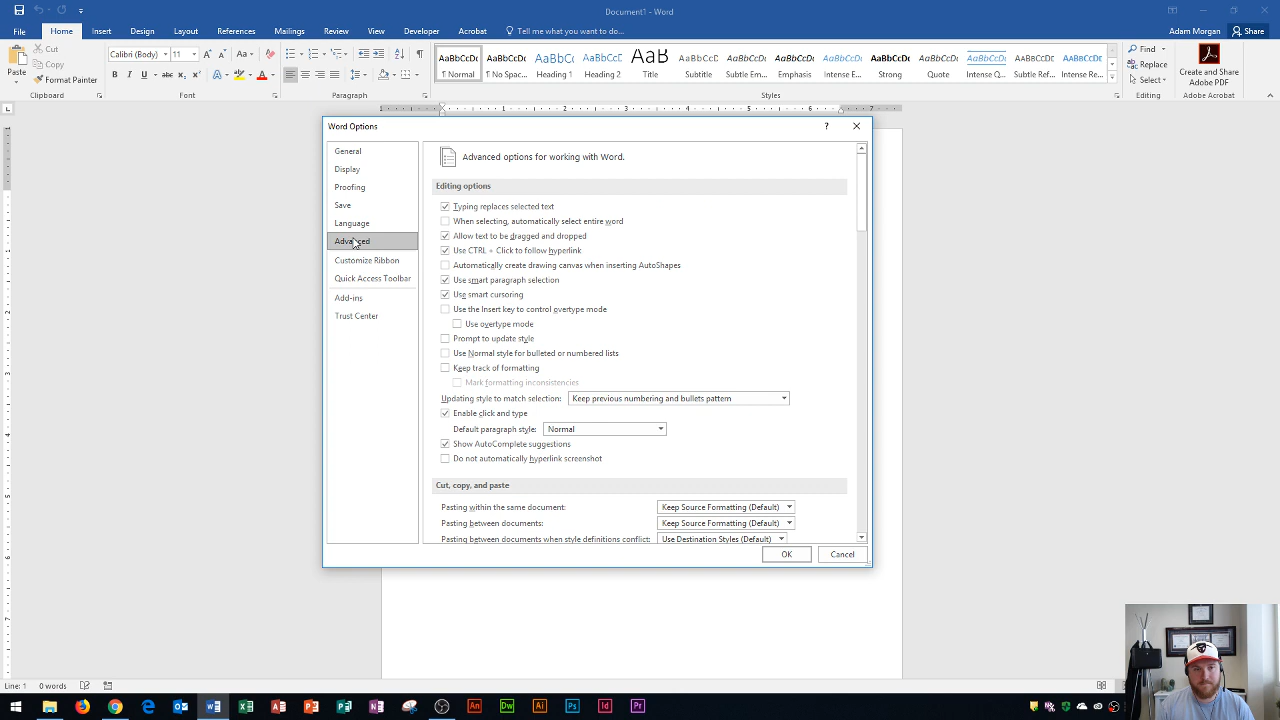 Document1 - Word
File Home Insert Design Layout References Mailings Review View Developer Acrobat Tell me what you want to do... Adam Morgan Share
Paste Cut Copy Format Painter
Clipboard
Calibri (Body) 11
B I U abc X₂ X²
Font
Paragraph
AaBbCcDc AaBbCcDc AaBbCc AaBbCcE AaB AaBbCcD AaBbCcDc AaBbCcDc AaBbCcDc AaBbCcDc AaBbCcDc AaBbCcDc AaBbCcDc AaBbCcDc
¶ Normal ¶ No Spac... Heading 1 Heading 2 Title Subtitle Subtle Em... Emphasis Intense E... Strong Quote Intense Q... Subtle Ref... Intense Re...
Styles
Find
Replace
Select
Editing
Create and Share
Adobe PDF
Adobe Acrobat
Word Options
General
Display
Proofing
Save
Language
Advanced
Customize Ribbon
Quick Access Toolbar
Add-ins
Trust Center
Advanced options for working with Word.
Editing options
Typing replaces selected text
When selecting, automatically select entire word
Allow text to be dragged and dropped
Use CTRL + Click to follow hyperlink
Automatically create drawing canvas when inserting AutoShapes
Use smart paragraph selection
Use smart cursoring
Use the Insert key to control overtype mode
Use overtype mode
Prompt to update style
Use Normal style for bulleted or numbered lists
Keep track of formatting
Mark formatting inconsistencies
Updating style to match selection: Keep previous numbering and bullets pattern
Enable click and type
Default paragraph style: Normal
Show AutoComplete suggestions
Do not automatically hyperlink screenshot
Cut, copy, and paste
Pasting within the same document: Keep Source Formatting (Default)
Pasting between documents: Keep Source Formatting (Default)
Pasting between documents when style definitions conflict: Use Destination Styles (Default)
OK Cancel
Line: 1 0 words
An Dw Ai Ps Id Pr